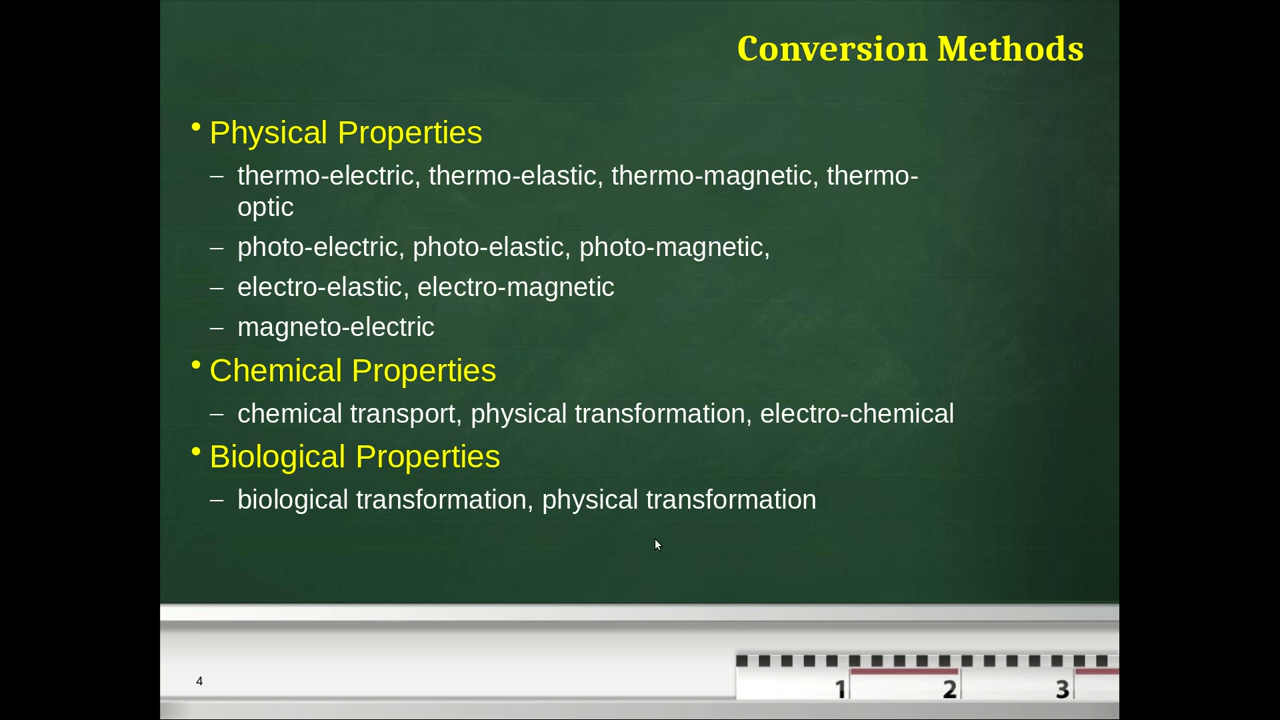 Conversion Methods
• Physical Properties
– thermo-electric, thermo-elastic, thermo-magnetic, thermo-
optic
– photo-electric, photo-elastic, photo-magnetic,
– electro-elastic, electro-magnetic
– magneto-electric
• Chemical Properties
– chemical transport, physical transformation, electro-chemical
• Biological Properties
– biological transformation, physical transformation
4
1 2 3